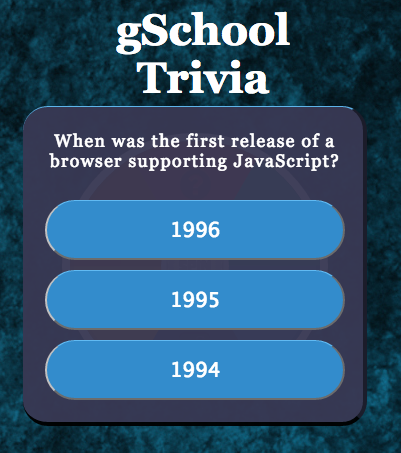 gSchool
Trivia
When was the first release of a
browser supporting JavaScript?
1996
1995
1994